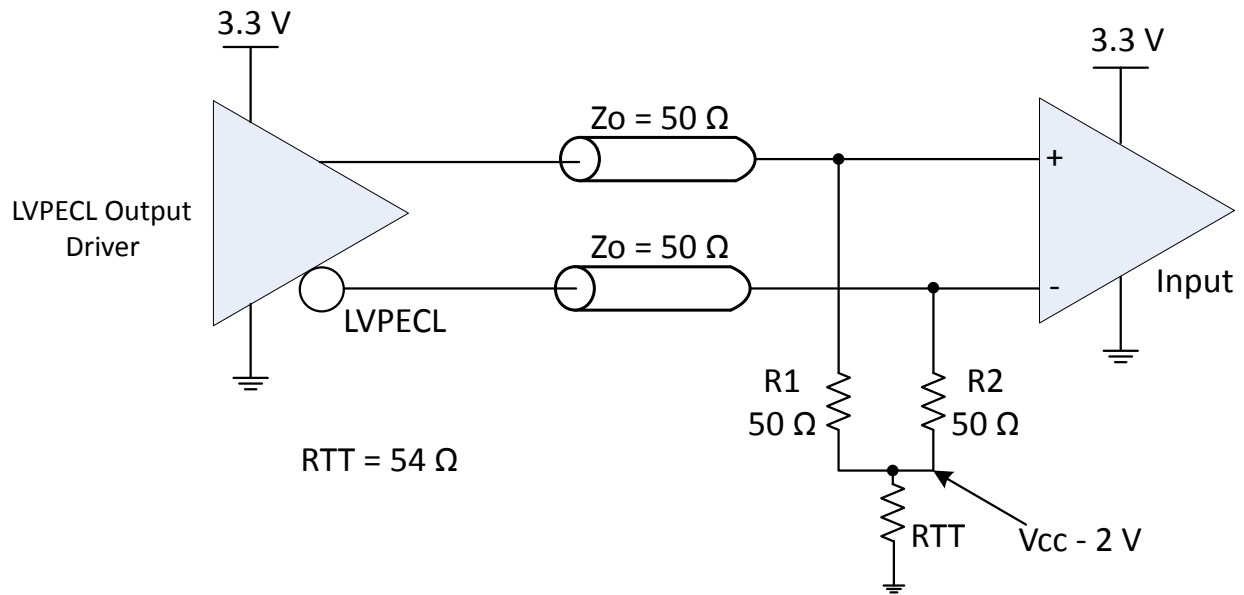 3.3 V
3.3 V
Zo = 50 Ω
+
LVPECL Output
Driver
Zo = 50 Ω
-
Input
LVPECL
R1
50 Ω
R2
50 Ω
RTT = 54 Ω
RTT
Vcc - 2 V